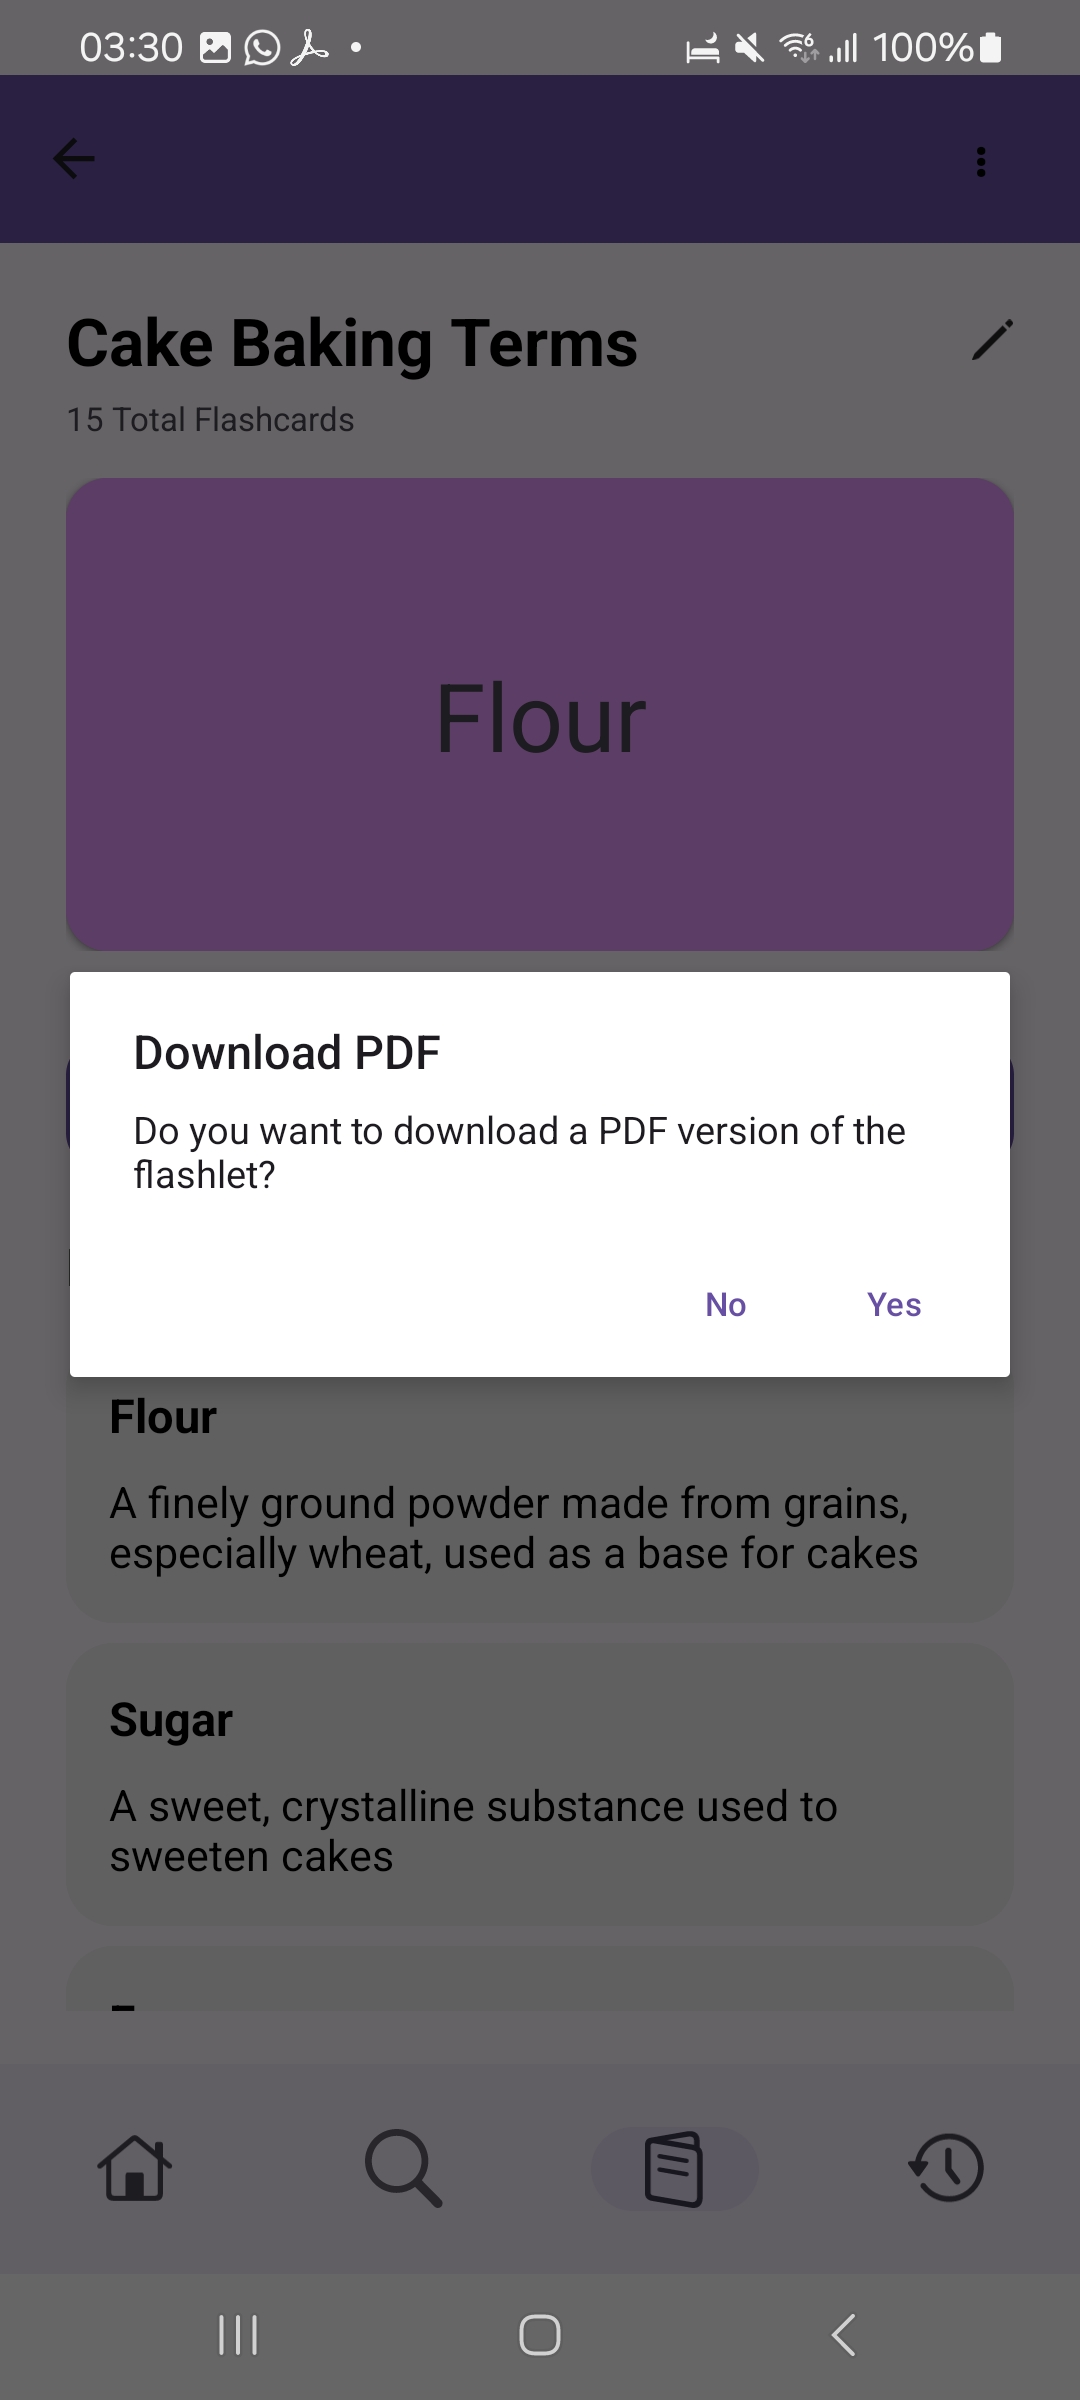 03:30
100%
Cake Baking Terms
15 Total Flashcards
Flour
Download PDF
Do you want to download a PDF version of the
flashlet?
No
Yes
Flour
A finely ground powder made from grains,
especially wheat, used as a base for cakes
Sugar
A sweet, crystalline substance used to
sweeten cakes